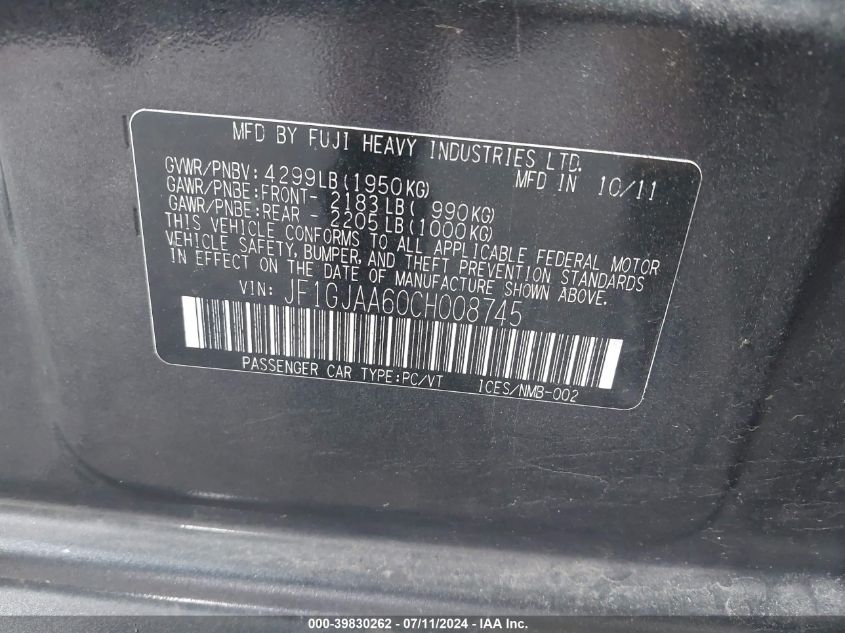 MFD BY FUJI HEAVY INDUSTRIES LTD.
GVWR/PNBV: 4299LB(1950KG) MFD IN 10/11
GAWR/PNBE:FRONT- 2183LB( 990KG)
GAWR/PNBE:REAR - 2205LB(1000KG)
THIS VEHICLE CONFORMS TO ALL APPLICABLE FEDERAL MOTOR
VEHICLE SAFETY, BUMPER, AND THEFT PREVENTION STANDARDS
IN EFFECT ON THE DATE OF MANUFACTURE SHOWN ABOVE.
VIN: JF1GJAA60CH008745
PASSENGER CAR TYPE:PC/VT ICES/NMB-002
000-39830262 - 07/11/2024 - IAA Inc.